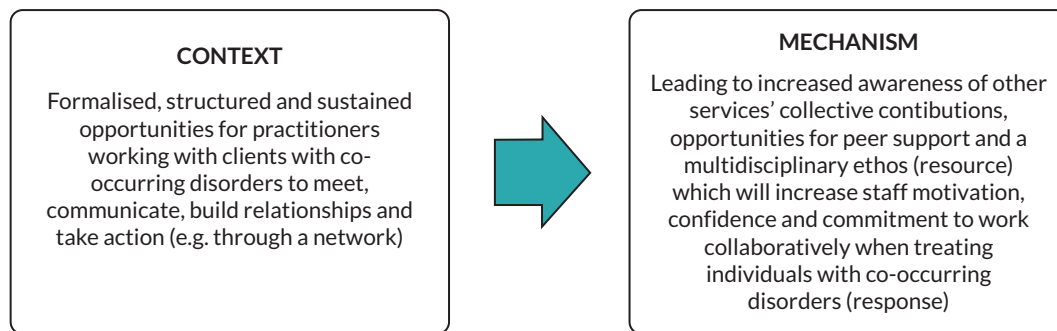 CONTEXT
Formalised, structured and sustained
opportunities for practitioners
working with clients with co-
occurring disorders to meet,
communicate, build relationships and
take action (e.g. through a network)
MECHANISM
Leading to increased awareness of other
services’ collective contibutions,
opportunities for peer support and a
multidisciplinary ethos (resource)
which will increase staff motivation,
confidence and commitment to work
collaboratively when treating
individuals with co-occurring
disorders (response)